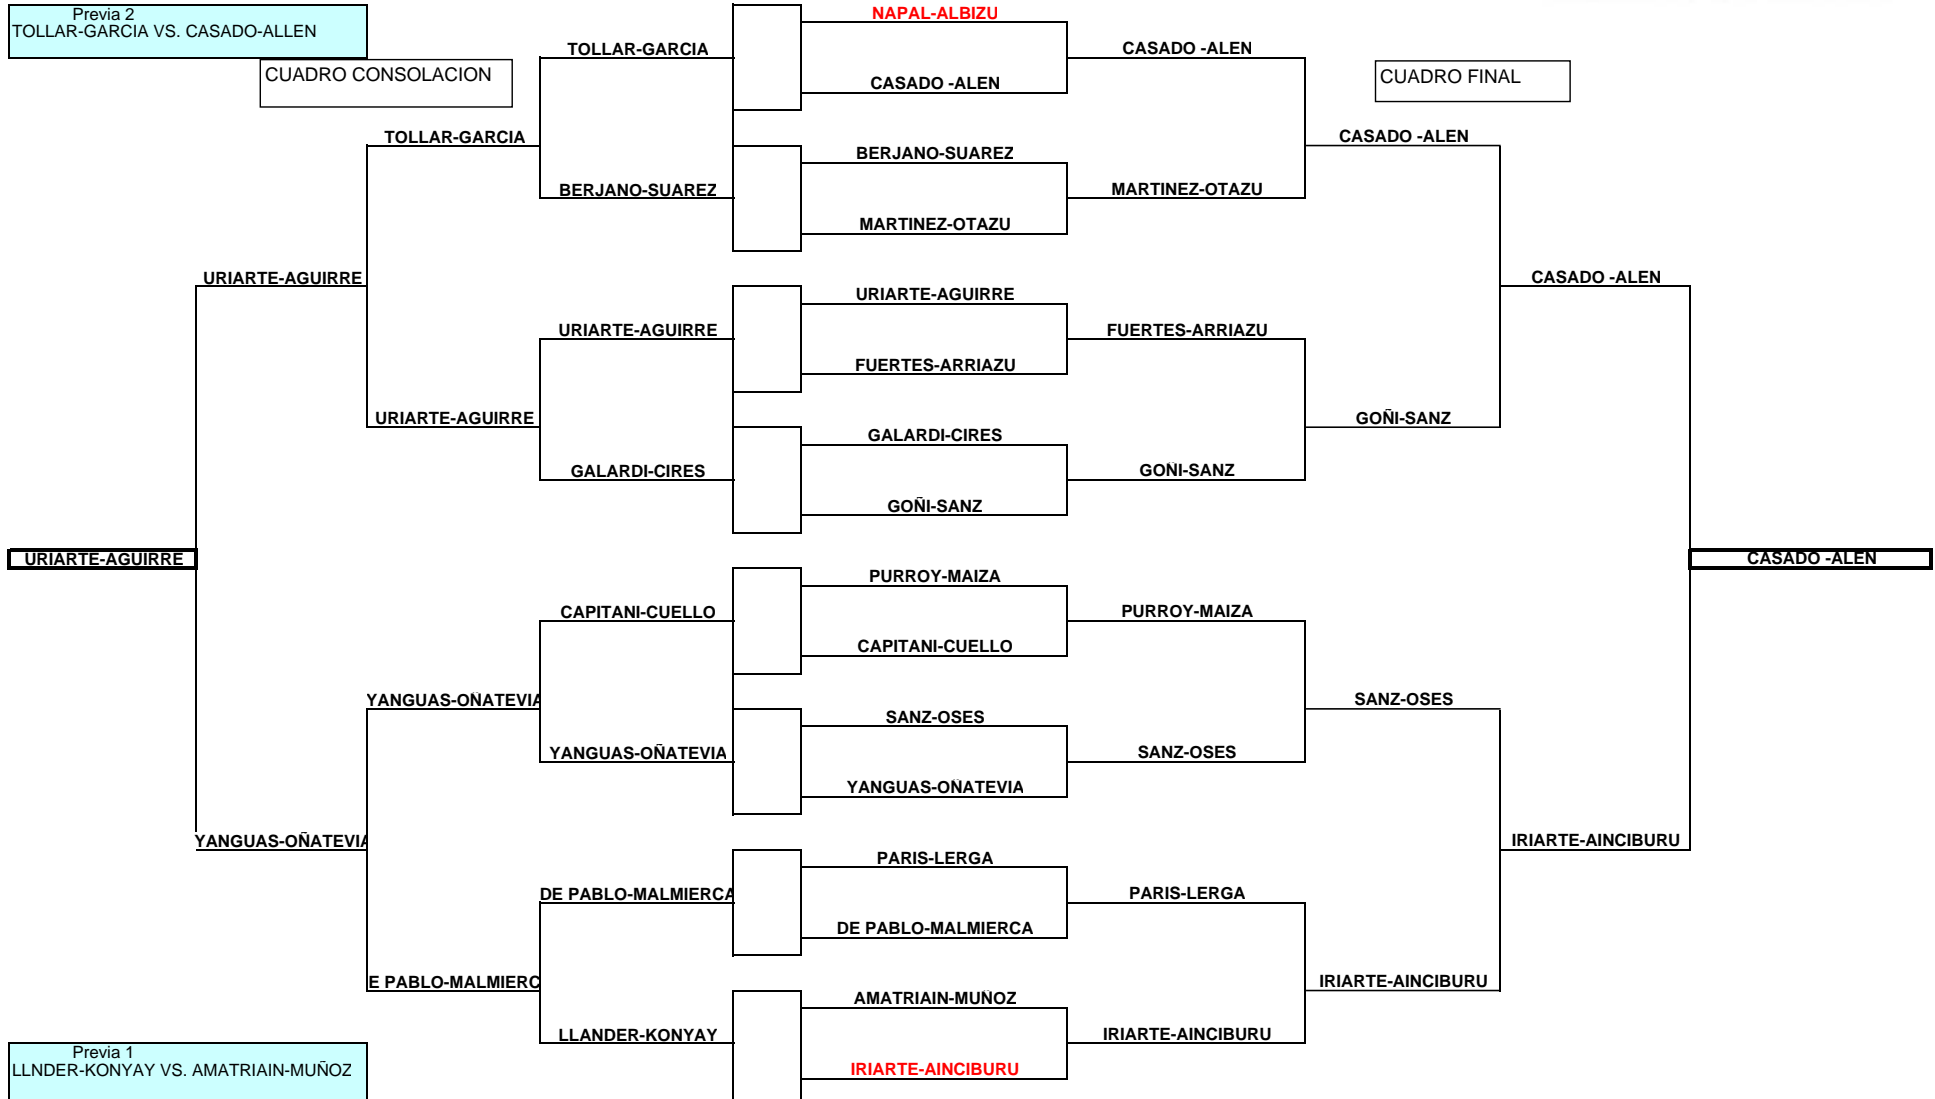 Previa 2
TOLLAR-GARCIA VS. CASADO-ALLEN
NAPAL-ALBIZU
TOLLAR-GARCIA
CASADO -ALEN
CUADRO CONSOLACION
CUADRO FINAL
CASADO -ALEN
TOLLAR-GARCIA
CASADO -ALEN
BERJANO-SUAREZ
BERJANO-SUAREZ
MARTINEZ-OTAZU
MARTINEZ-OTAZU
URIARTE-AGUIRRE
CASADO -ALEN
URIARTE-AGUIRRE
URIARTE-AGUIRRE
FUERTES-ARRIAZU
FUERTES-ARRIAZU
URIARTE-AGUIRRE
GOÑI-SANZ
GALARDI-CIRES
GALARDI-CIRES
GOÑI-SANZ
GOÑI-SANZ
URIARTE-AGUIRRE
CASADO -ALEN
PURROY-MAIZA
CAPITANI-CUELLO
PURROY-MAIZA
CAPITANI-CUELLO
YANGUAS-OÑATEVIA
SANZ-OSES
SANZ-OSES
YANGUAS-OÑATEVIA
SANZ-OSES
YANGUAS-OÑATEVIA
YANGUAS-OÑATEVIA
IRIARTE-AINCIBURU
PARIS-LERGA
DE PABLO-MALMIERCA
PARIS-LERGA
DE PABLO-MALMIERCA
E PABLO-MALMIERC
IRIARTE-AINCIBURU
AMATRIAIN-MUÑOZ
LLANDER-KONYAY
IRIARTE-AINCIBURU
Previa 1
LLNDER-KONYAY VS. AMATRIAIN-MUÑOZ
IRIARTE-AINCIBURU